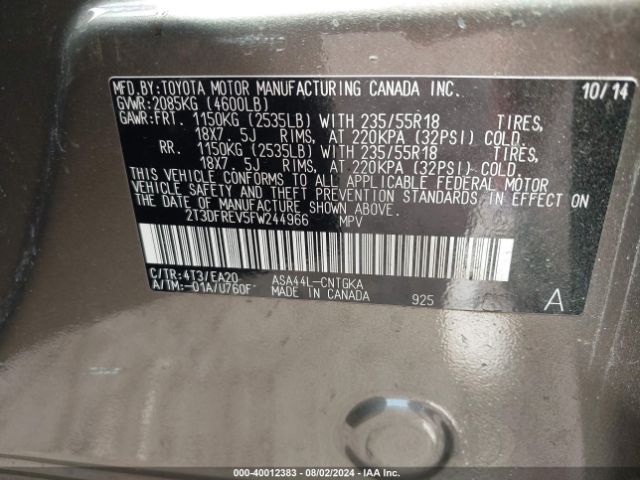 MFD.BY: TOYOTA MOTOR MANUFACTURING CANADA INC. 10/14
GVWR: 2085KG (4600LB)
GAWR: FRT. 1150KG (2535LB) WITH 235/55R18 TIRES,
18X7. 5J RIMS, AT 220KPA (32PSI) COLD.
RR. 1150KG (2535LB) WITH 235/55R18 TIRES,
18X7. 5J RIMS, AT 220KPA (32PSI) COLD.
THIS VEHICLE CONFORMS TO ALL APPLICABLE FEDERAL MOTOR
VEHICLE SAFETY AND THEFT PREVENTION STANDARDS IN EFFECT ON
THE DATE OF MANUFACTURE SHOWN ABOVE.
2T3DFREV5FW244966 MPV
C/TR: 4T3/EA20 ASA44L-CNTGKA
A/TM: -01A/U760F MADE IN CANADA 925 A
000-40012383 - 08/02/2024 - IAA Inc.